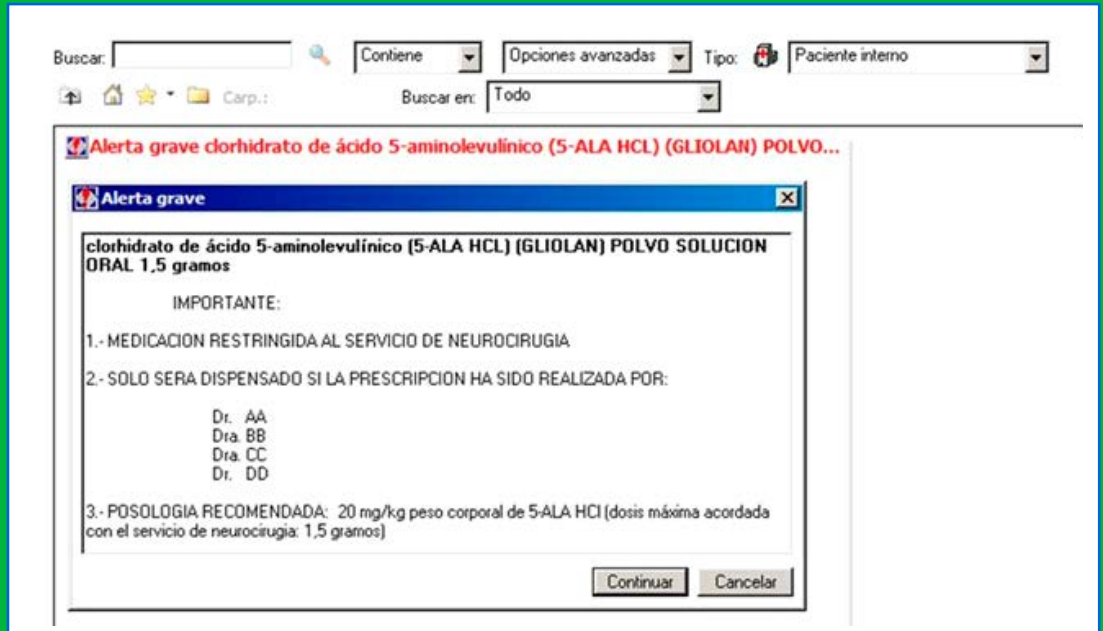 Buscar: Contiene Opciones avanzadas Tipo: Paciente interno
Carp.: Buscar en: Todo
Alerta grave clorhidrato de ácido 5-aminolevulínico (5-ALA HCL) (GLIOLAN) POLVO...
Alerta grave
clorhidrato de ácido 5-aminolevulínico (5-ALA HCL) (GLIOLAN) POLVO SOLUCION
ORAL 1,5 gramos
IMPORTANTE:
1.- MEDICACION RESTRINGIDA AL SERVICIO DE NEUROCIRUGIA
2.- SOLO SERA DISPENSADO SI LA PRESCRIPCION HA SIDO REALIZADA POR:
Dr. AA
Dra. BB
Dra. CC
Dr. DD
3.- POSOLOGIA RECOMENDADA: 20 mg/kg peso corporal de 5-ALA HCl (dosis máxima acordada
con el servicio de neurocirugia: 1,5 gramos)
Continuar Cancelar